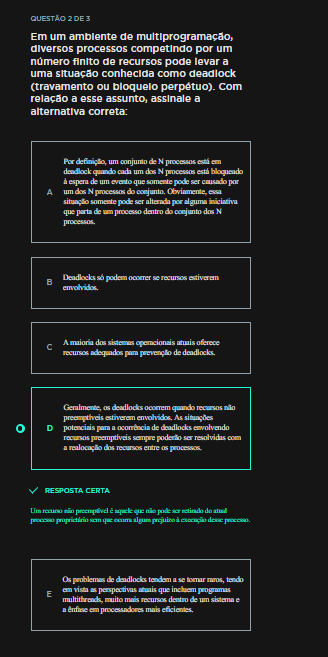 QUESTÃO 2 DE 3
Em um ambiente de multiprogramação,
diversos processos competindo por um
número finito de recursos pode levar a
uma situação conhecida como deadlock
(travamento ou bloqueio perpétuo). Com
relação a esse assunto, assinale a
alternativa correta:
Por definição, um conjunto de N processos está em
deadlock quando cada um dos N processos está bloqueado
à espera de um evento que somente pode ser causado por
A
um dos N processos do conjunto. Obviamente, essa
situação somente pode ser alterada por alguma iniciativa
que parta de um processo dentro do conjunto dos N
processos.
B
Deadlocks só podem ocorrer se recursos estiverem
envolvidos.
C
A maioria dos sistemas operacionais atuais oferece
recursos adequados para prevenção de deadlocks.
Geralmente, os deadlocks ocorrem quando recursos não
preemptíveis estiverem envolvidos. As situações
D
potenciais para a ocorrência de deadlocks envolvendo
recursos preemptíveis sempre poderão ser resolvidas com
a realocação dos recursos entre os processos.
RESPOSTA CERTA
Um recurso não preemptível é aquele que não pode ser retirado do atual
processo proprietário sem que ocorra algum prejuízo à execução desse processo.
Os problemas de deadlocks tendem a se tornar raros, tendo
em vista as perspectivas atuais que incluem programas
E
multithreads, muito mais recursos dentro de um sistema e
a ênfase em processadores mais eficientes.